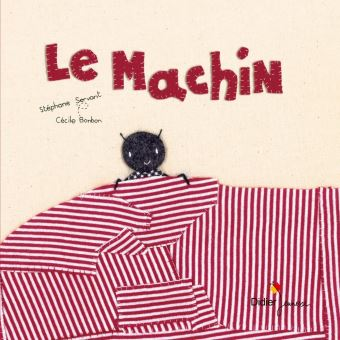 Le Machin
Stéphane Servant
Cécile Bonbon
Didier Jeunesse